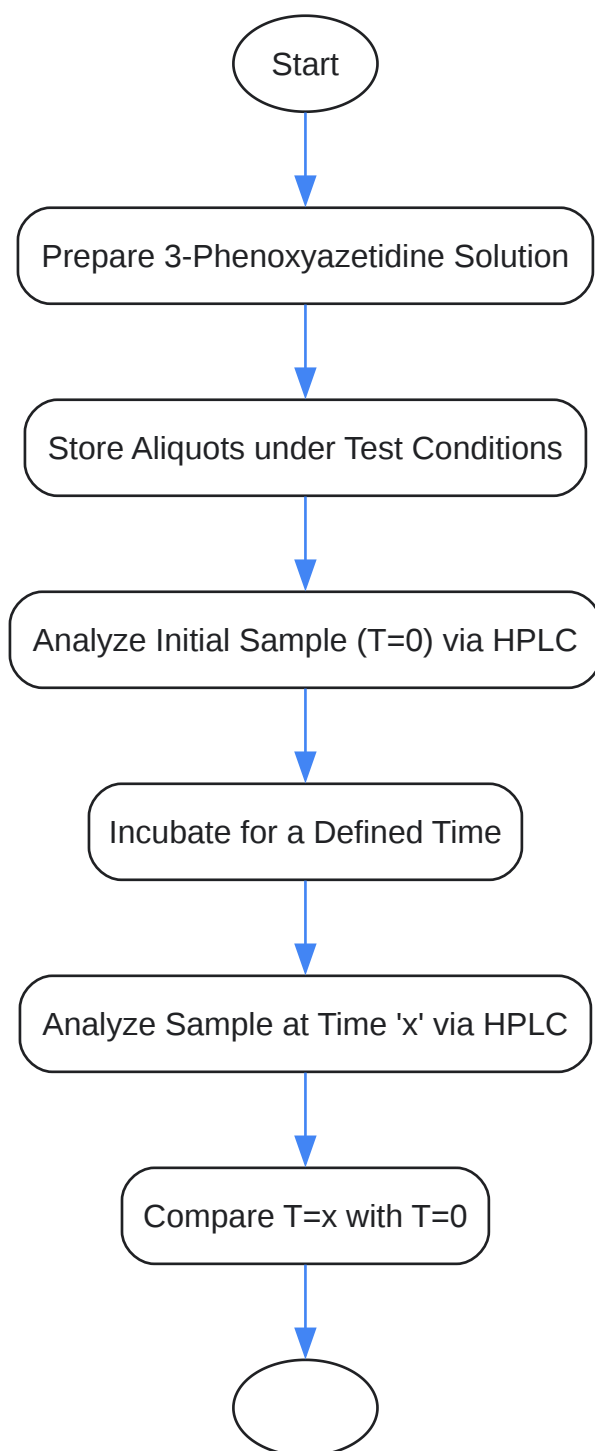 Start
Prepare 3-Phenoxyazetidine Solution
Store Aliquots under Test Conditions
Analyze Initial Sample (T=0) via HPLC
Incubate for a Defined Time
Analyze Sample at Time 'x' via HPLC
Compare T=x with T=0